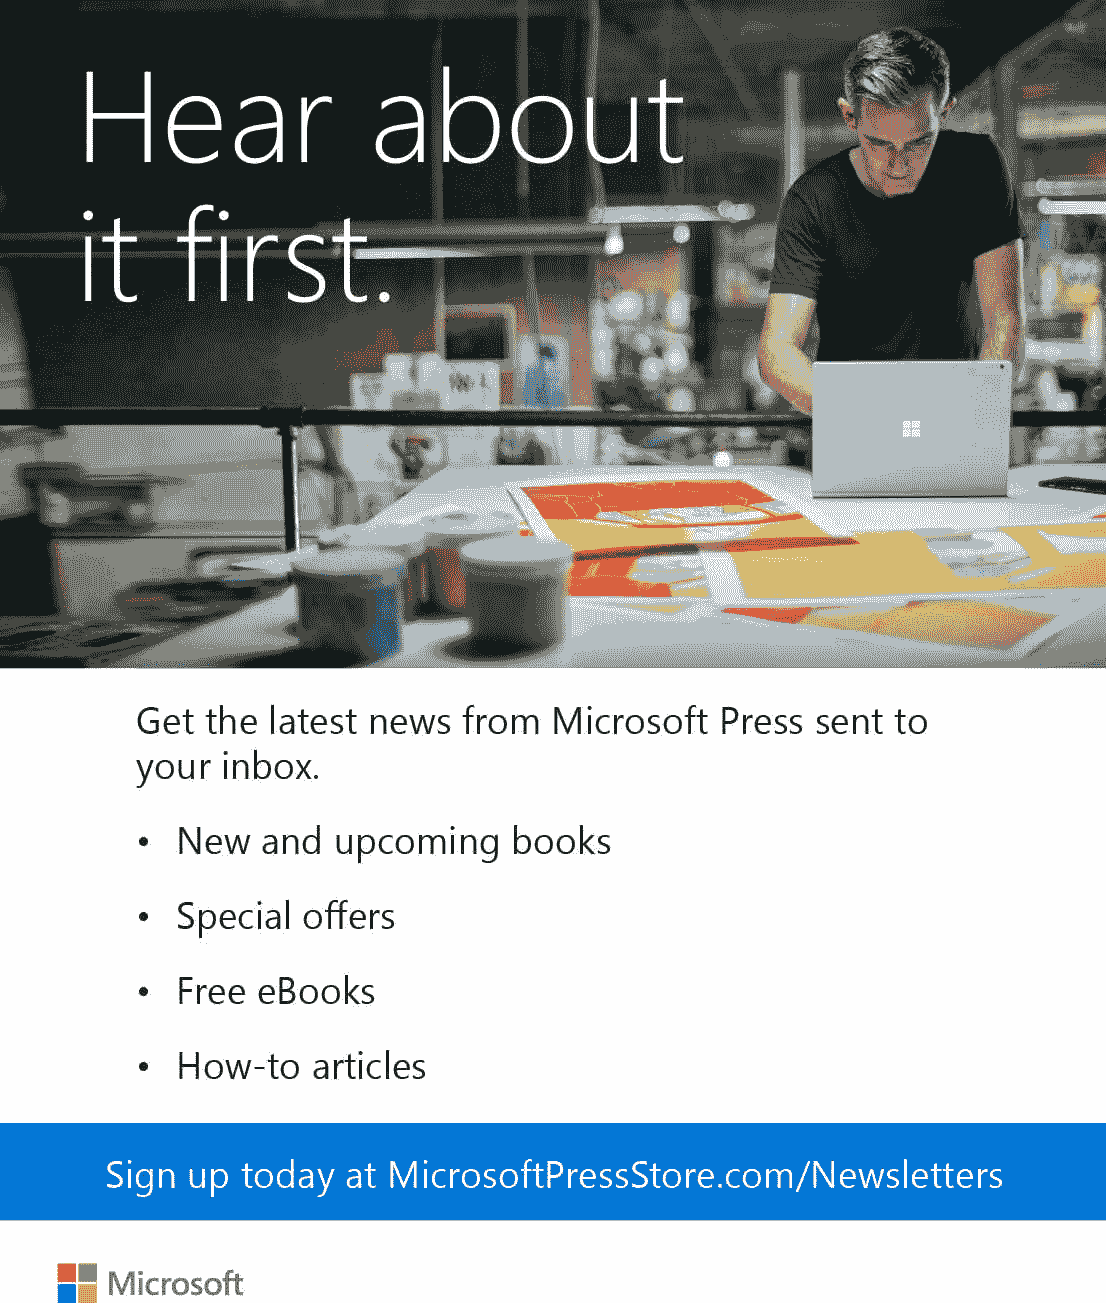 Hear about
it first.
Get the latest news from Microsoft Press sent to
your inbox.
• New and upcoming books
• Special offers
• Free eBooks
• How-to articles
Sign up today at MicrosoftPressStore.com/Newsletters
Microsoft